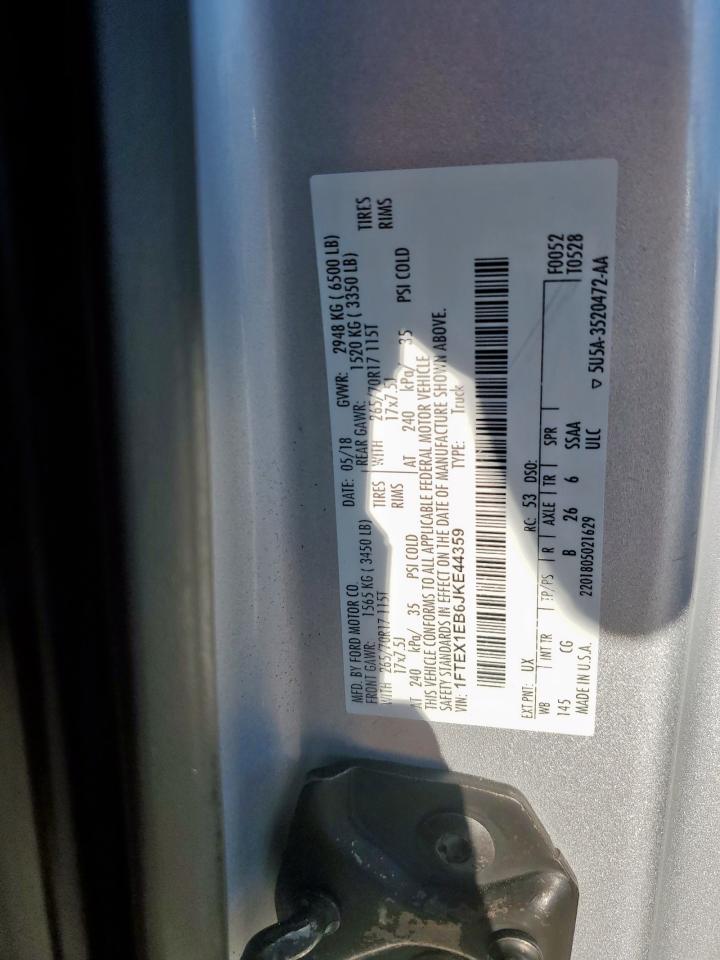 MFD. BY FORD MOTOR CO.
DATE: 05/18 GVWR: 2948 KG ( 6500 LB)
FRONT GAWR: 1565 KG ( 3450 LB) REAR GAWR: 1520 KG ( 3350 LB)
WITH 265/70R17 115T TIRES WITH 265/70R17 115T TIRES
17x7.5J RIMS 17x7.5J RIMS
AT 240 kPa/ 35 PSI COLD AT 240 kPa/ 35 PSI COLD
THIS VEHICLE CONFORMS TO ALL APPLICABLE FEDERAL MOTOR VEHICLE
SAFETY STANDARDS IN EFFECT ON THE DATE OF MANUFACTURE SHOWN ABOVE.
VIN: 1FTEX1EB6JKE44359 TYPE: Truck
EXT PNT: UX RC: 53 DSO:
WB INT TR TP/PS R AXLE TR SPR F0052
145 CG B 26 6 SSAA T0528
MADE IN U.S.A. 2201805021629 ULC ▽ 5U5A-3520472-AA